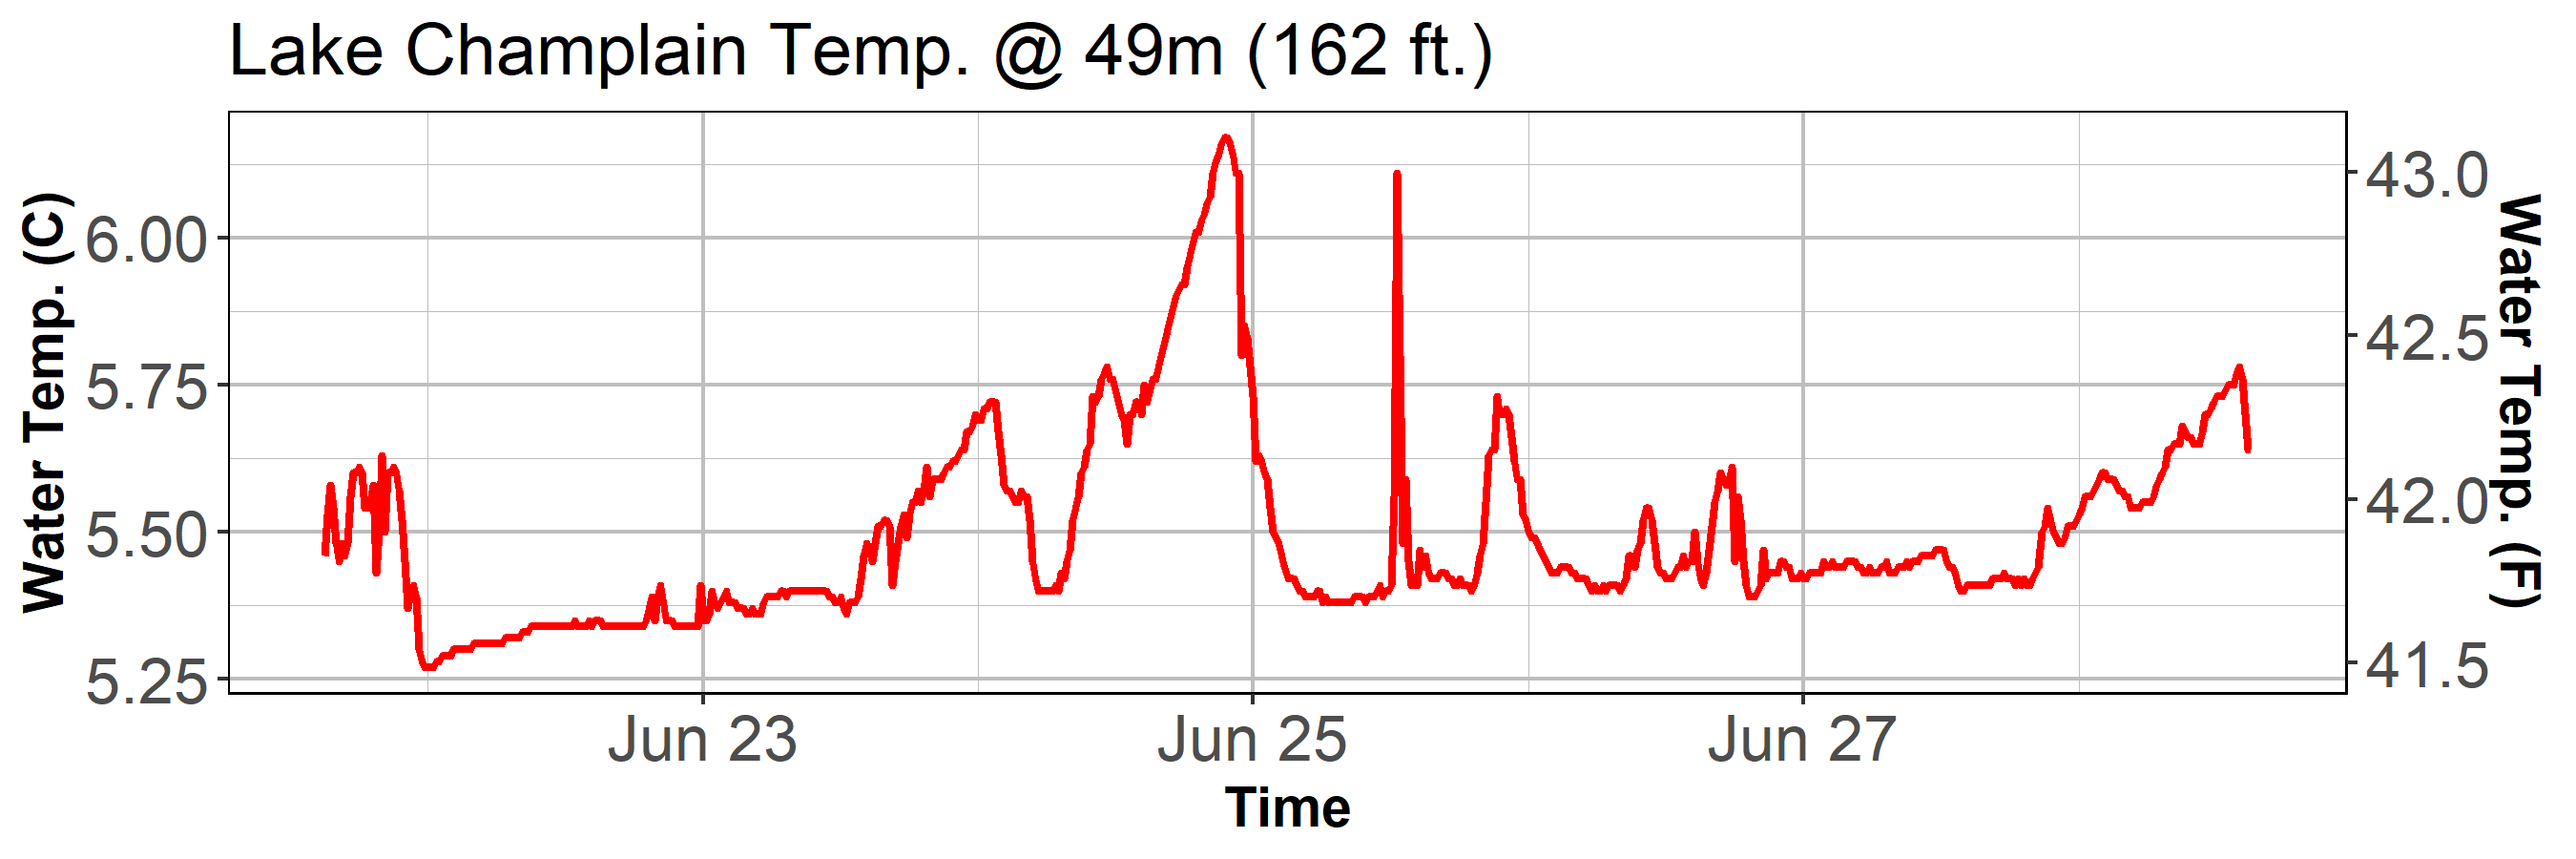 Lake Champlain Temp. @ 49m (162 ft.)
Water Temp. (C)
6.00
5.75
5.50
5.25
43.0
42.5
42.0
41.5
Water Temp. (F)
Jun 23
Jun 25
Jun 27
Time